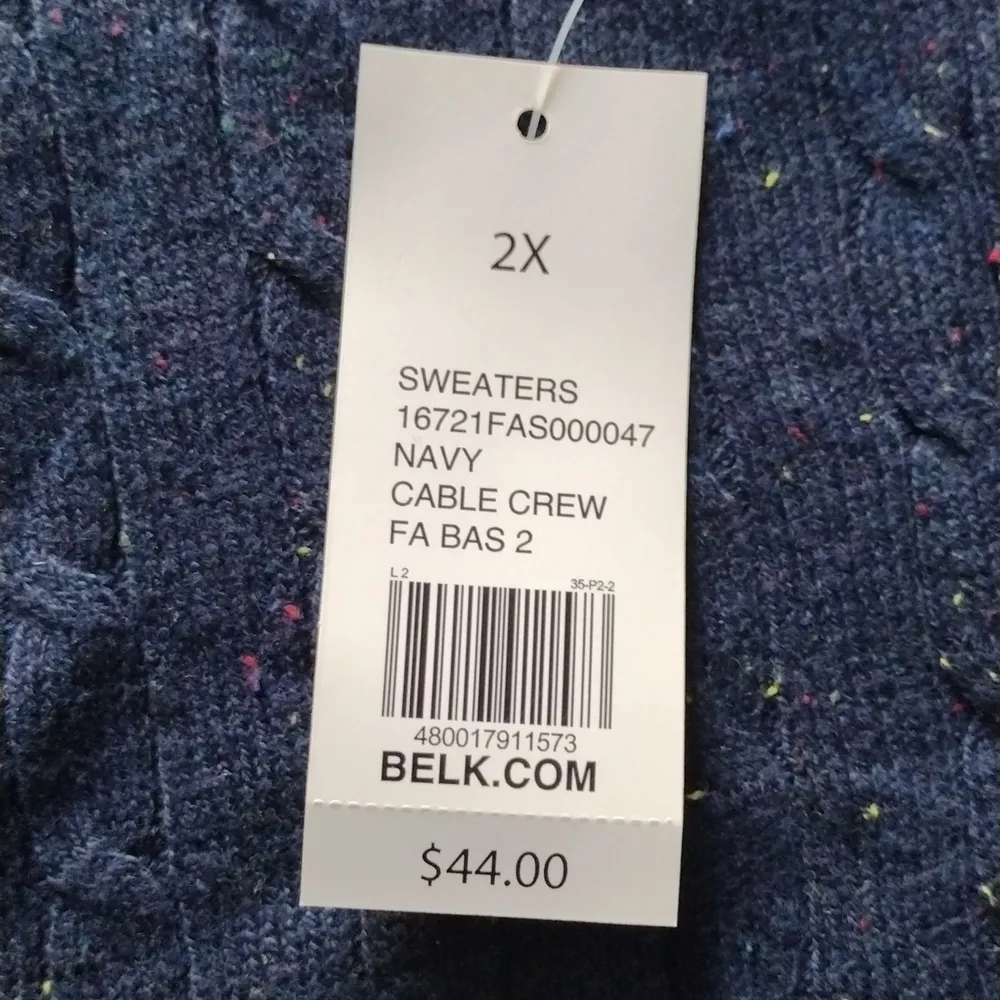 2X
SWEATERS
16721FAS000047
NAVY
CABLE CREW
FA BAS 2
L 2 35-P2-2
480017911573
BELK.COM
$44.00